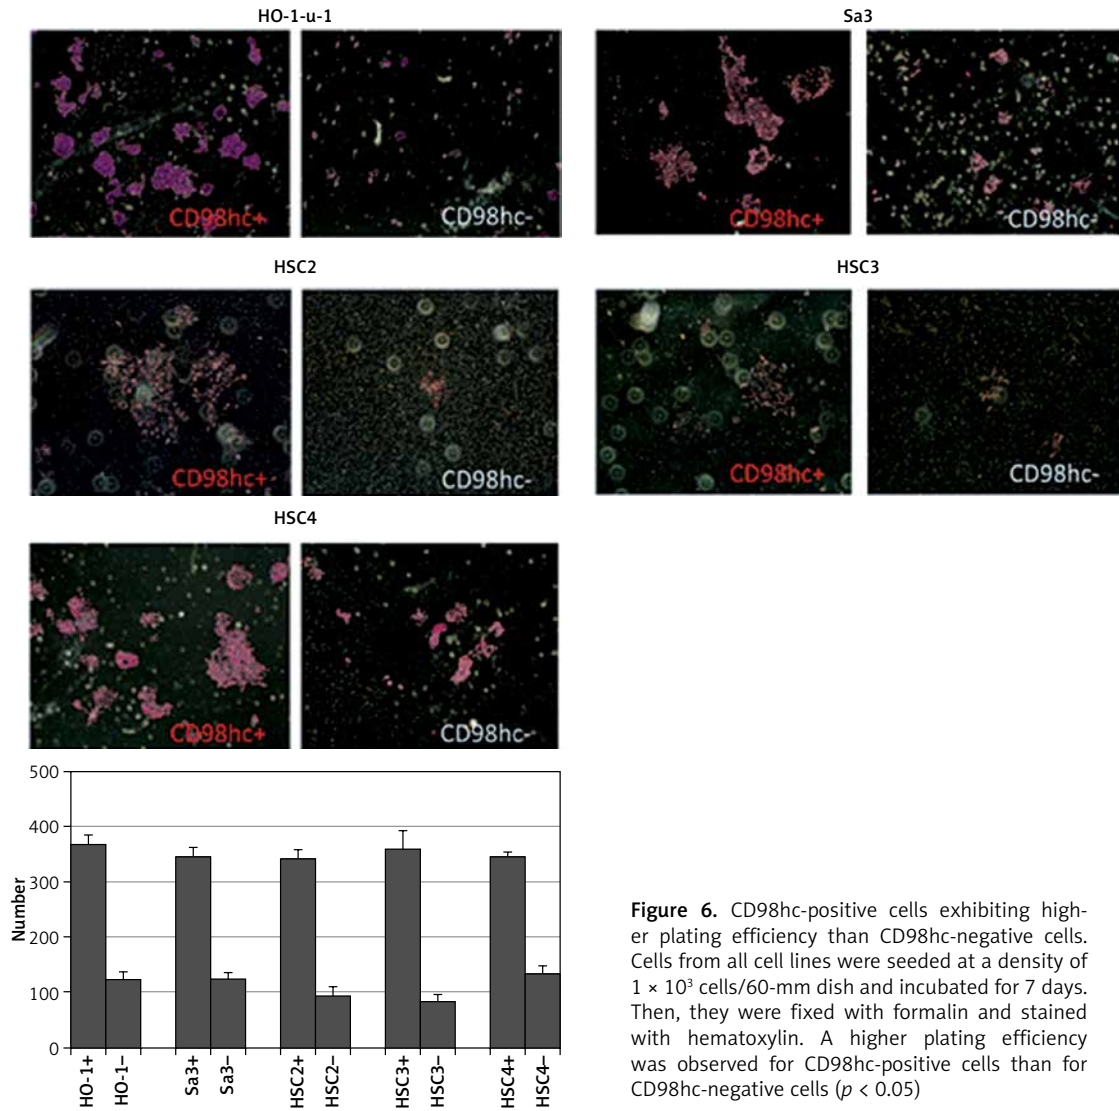 HO-1-u-1
Sa3
CD98hc+
CD98hc-
CD98hc+
CD98hc-
HSC2
HSC3
CD98hc+
CD98hc-
CD98hc+
CD98hc-
HSC4
CD98hc+
CD98hc-
500
400
300
200
100
0
Number
HO-1+
HO-1–
Sa3+
Sa3–
HSC2+
HSC2–
HSC3+
HSC3–
HSC4+
HSC4–
Figure 6. CD98hc-positive cells exhibiting high-
er plating efficiency than CD98hc-negative cells.
Cells from all cell lines were seeded at a density of
1 × 10³ cells/60-mm dish and incubated for 7 days.
Then, they were fixed with formalin and stained
with hematoxylin. A higher plating efficiency
was observed for CD98hc-positive cells than for
CD98hc-negative cells (p < 0.05)